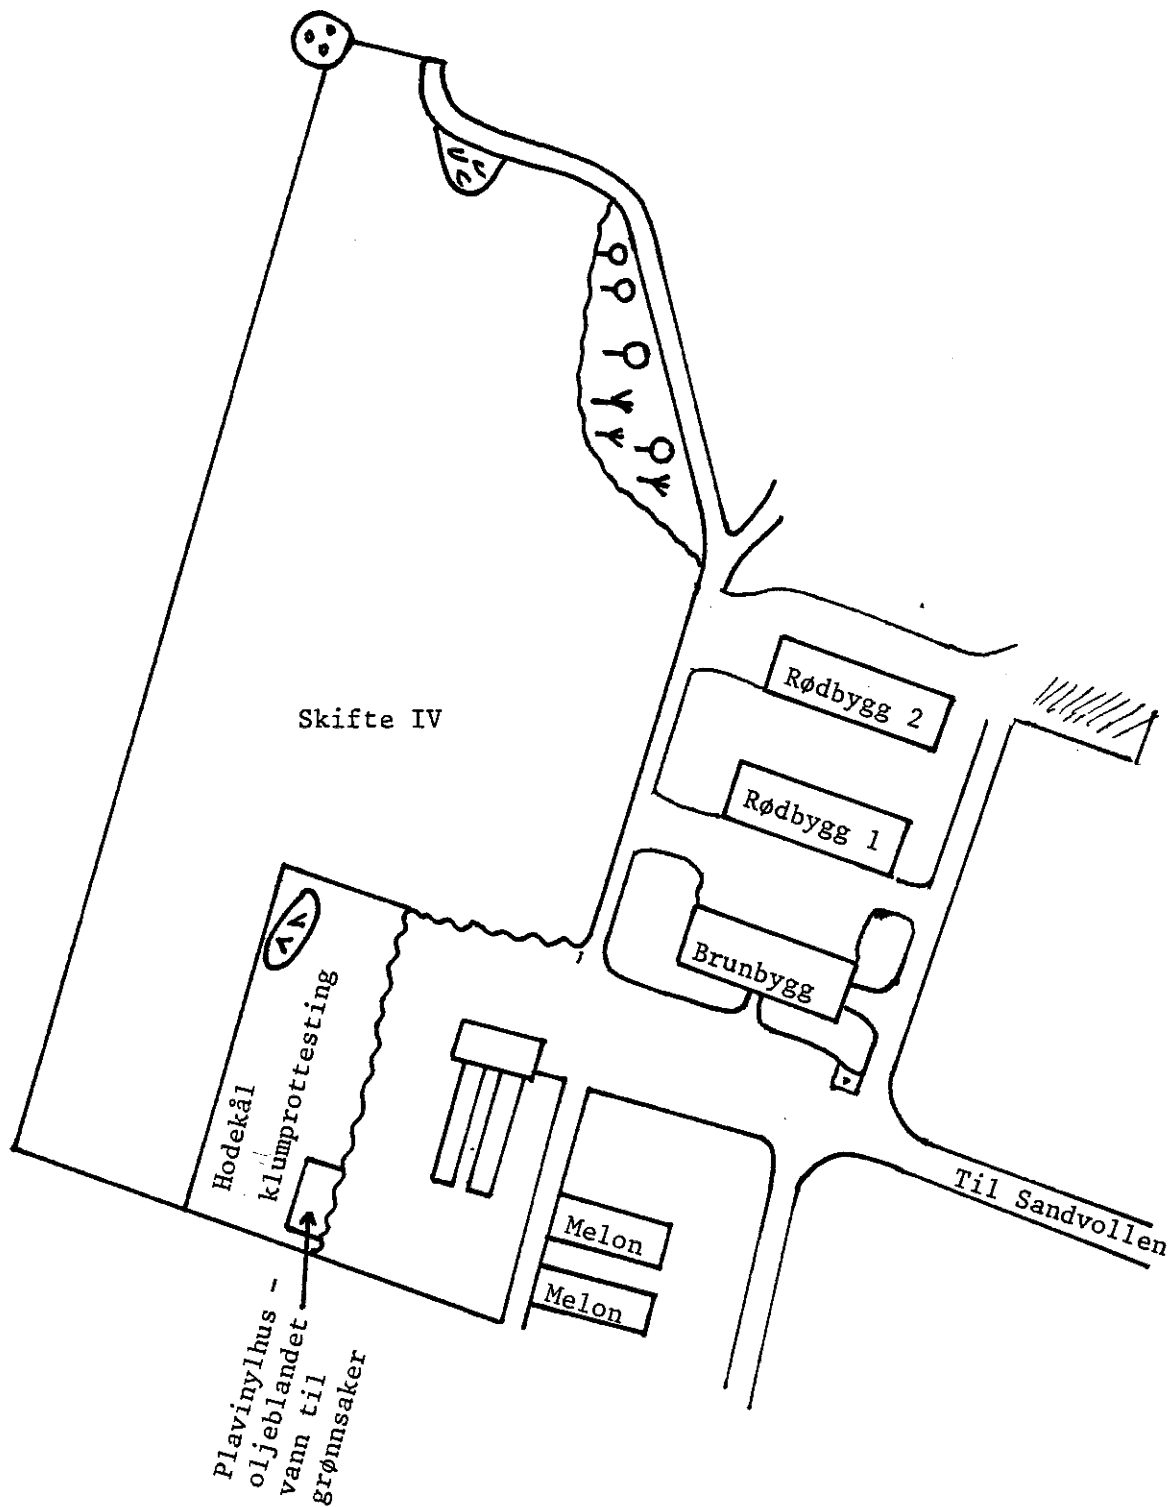 Skifte IV
Rødbygg 2
Rødbygg 1
Brunbygg
Hodekål
klumprottesting
Melon
Melon
Til Sandvollen
Plavinylhus -
oljeblandet
vann til
grønnsaker